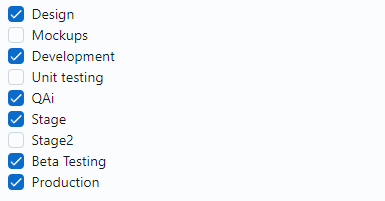 Design
Mockups
Development
Unit testing
QAi
Stage
Stage2
Beta Testing
Production